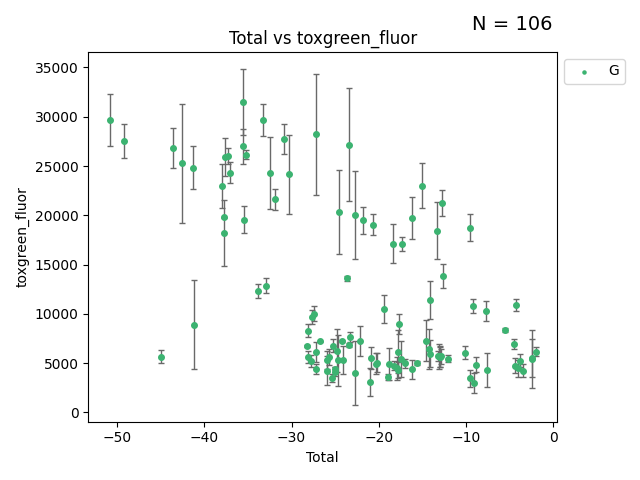 N = 106
Total vs toxgreen_fluor
G
toxgreen_fluor
35000
30000
25000
20000
15000
10000
5000
0
−50 −40 −30 −20 −10 0
Total